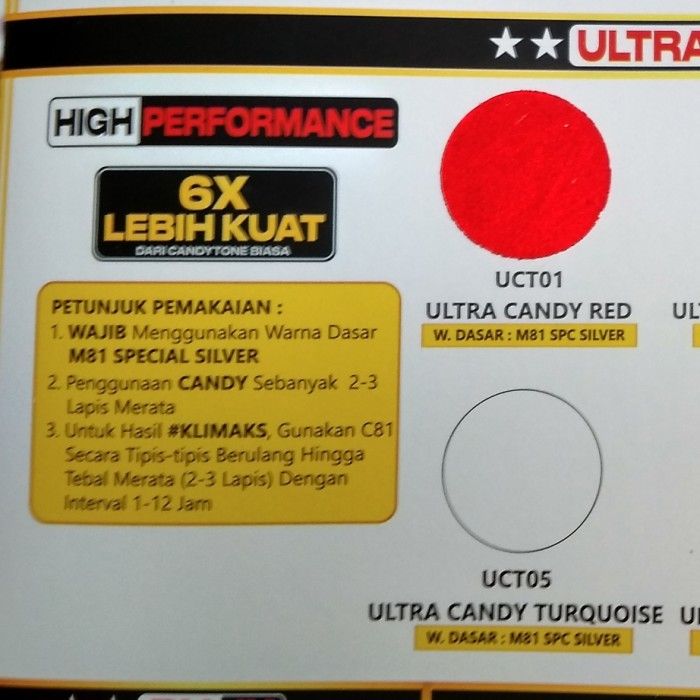 ★★ ULTRA
HIGH PERFORMANCE
6X
LEBIH KUAT
DARI CANDYTONE BIASA
PETUNJUK PEMAKAIAN :
1. WAJIB Menggunakan Warna Dasar
M81 SPECIAL SILVER
2. Penggunaan CANDY Sebanyak 2-3
Lapis Merata
3. Untuk Hasil #KLIMAKS, Gunakan C81
Secara Tipis-tipis Berulang Hingga
Tebal Merata (2-3 Lapis) Dengan
Interval 1-12 Jam
UCT01
ULTRA CANDY RED
W. DASAR : M81 SPC SILVER
UCT05
ULTRA CANDY TURQUOISE
W. DASAR : M81 SPC SILVER